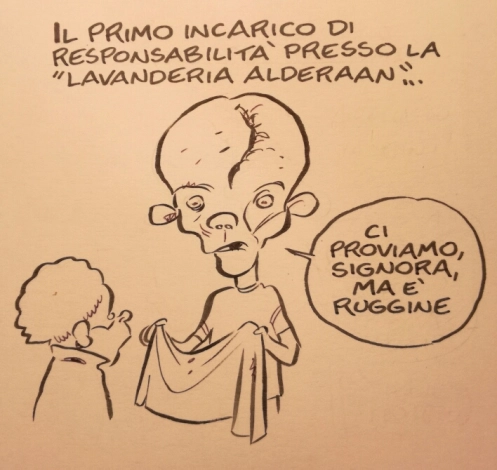 IL PRIMO INCARICO DI
RESPONSABILITÀ PRESSO LA
"LAVANDERIA ALDERAAN"...
CI
PROVIAMO,
SIGNORA,
MA È
RUGGINE